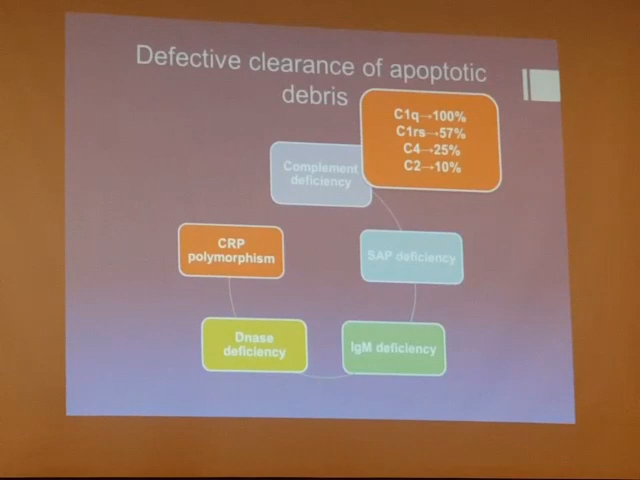 Defective clearance of apoptotic
debris
C1q→100%
C1rs→57%
C4→25%
C2→10%
Complement
deficiency
SAP deficiency
IgM deficiency
Dnase
deficiency
CRP
polymorphism